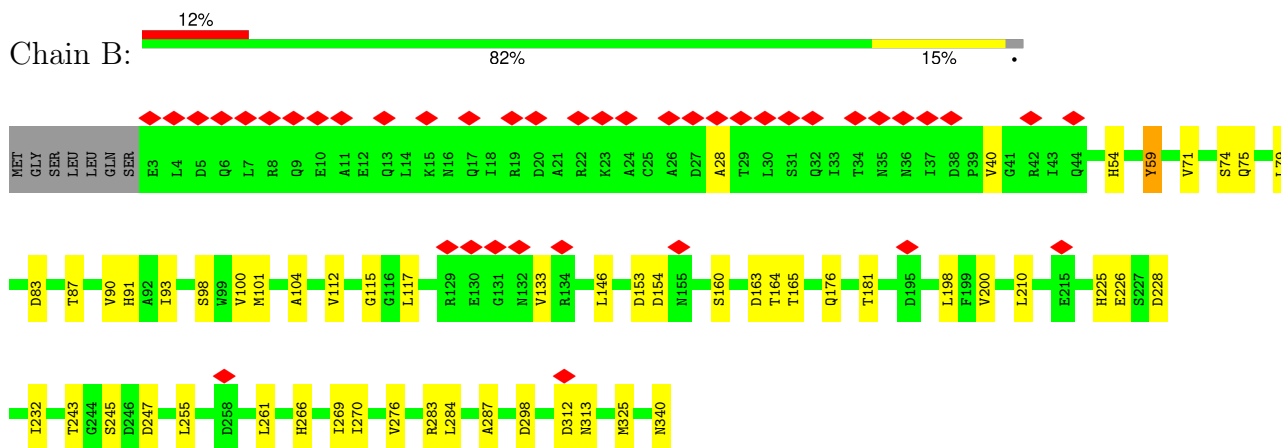 12%
Chain B:
82% 15% •
MET GLY SER LEU LEU GLN SER E3 L4 D5 Q6 L7 R8 Q9 E10 A11 E12 Q13 L14 K15 N16 Q17 I18 R19 D20 A21 R22 K23 A24 C25 A26 D27 A28 T29 L30 S31 Q32 I33 T34 N35 N36 I37 D38 P39 V40 G41 R42 I43 Q44 H54 Y59 V71 S74 Q75 L79
D83 T87 V90 H91 A92 I93 S98 W99 V100 M101 A104 V112 G115 G116 L117 R129 E130 G131 N132 V133 R134 L146 D153 D154 N155 S160 D163 T164 T165 Q176 T181 D195 L198 F199 V200 L210 E215 H225 E226 S227 D228
I232 T243 G244 S245 D246 D247 L255 D258 L261 H266 I269 I270 V276 R283 L284 A287 D298 D312 N313 M325 N340